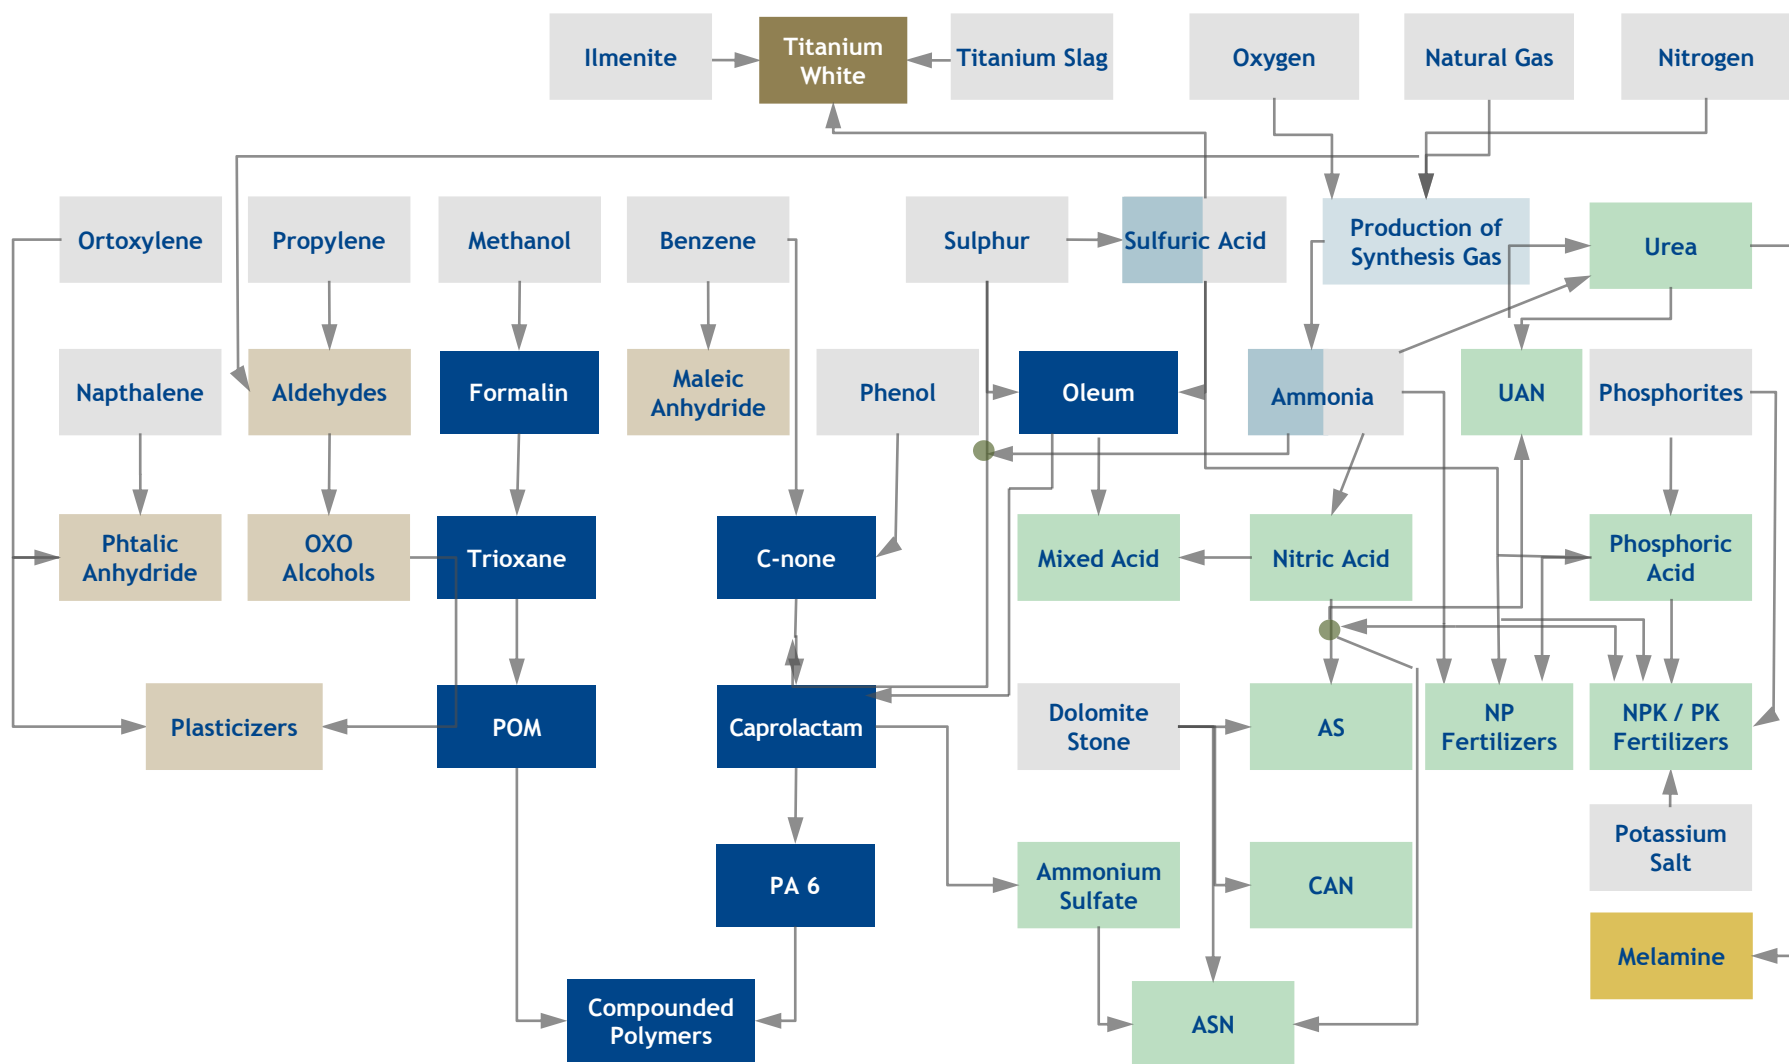 Ilmenite
Titanium
White
Titanium Slag
Oxygen
Natural Gas
Nitrogen
Ortoxylene
Propylene
Methanol
Benzene
Sulphur
Sulfuric Acid
Production of
Synthesis Gas
Urea
Napthalene
Aldehydes
Formalin
Maleic
Anhydride
Phenol
Oleum
Ammonia
UAN
Phosphorites
Phtalic
Anhydride
OXO
Alcohols
Trioxane
C-none
Mixed Acid
Nitric Acid
Phosphoric
Acid
Plasticizers
POM
Caprolactam
Dolomite
Stone
AS
NP
Fertilizers
NPK / PK
Fertilizers
PA 6
Ammonium
Sulfate
CAN
Potassium
Salt
Melamine
Compounded
Polymers
ASN